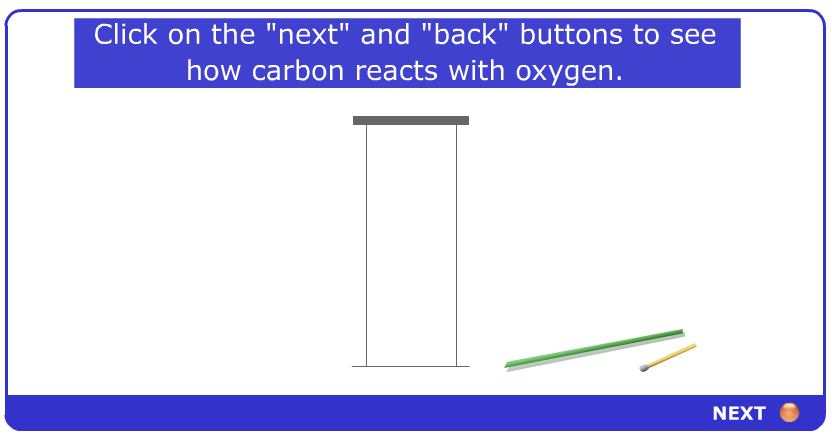 Click on the "next" and "back" buttons to see
how carbon reacts with oxygen.
NEXT